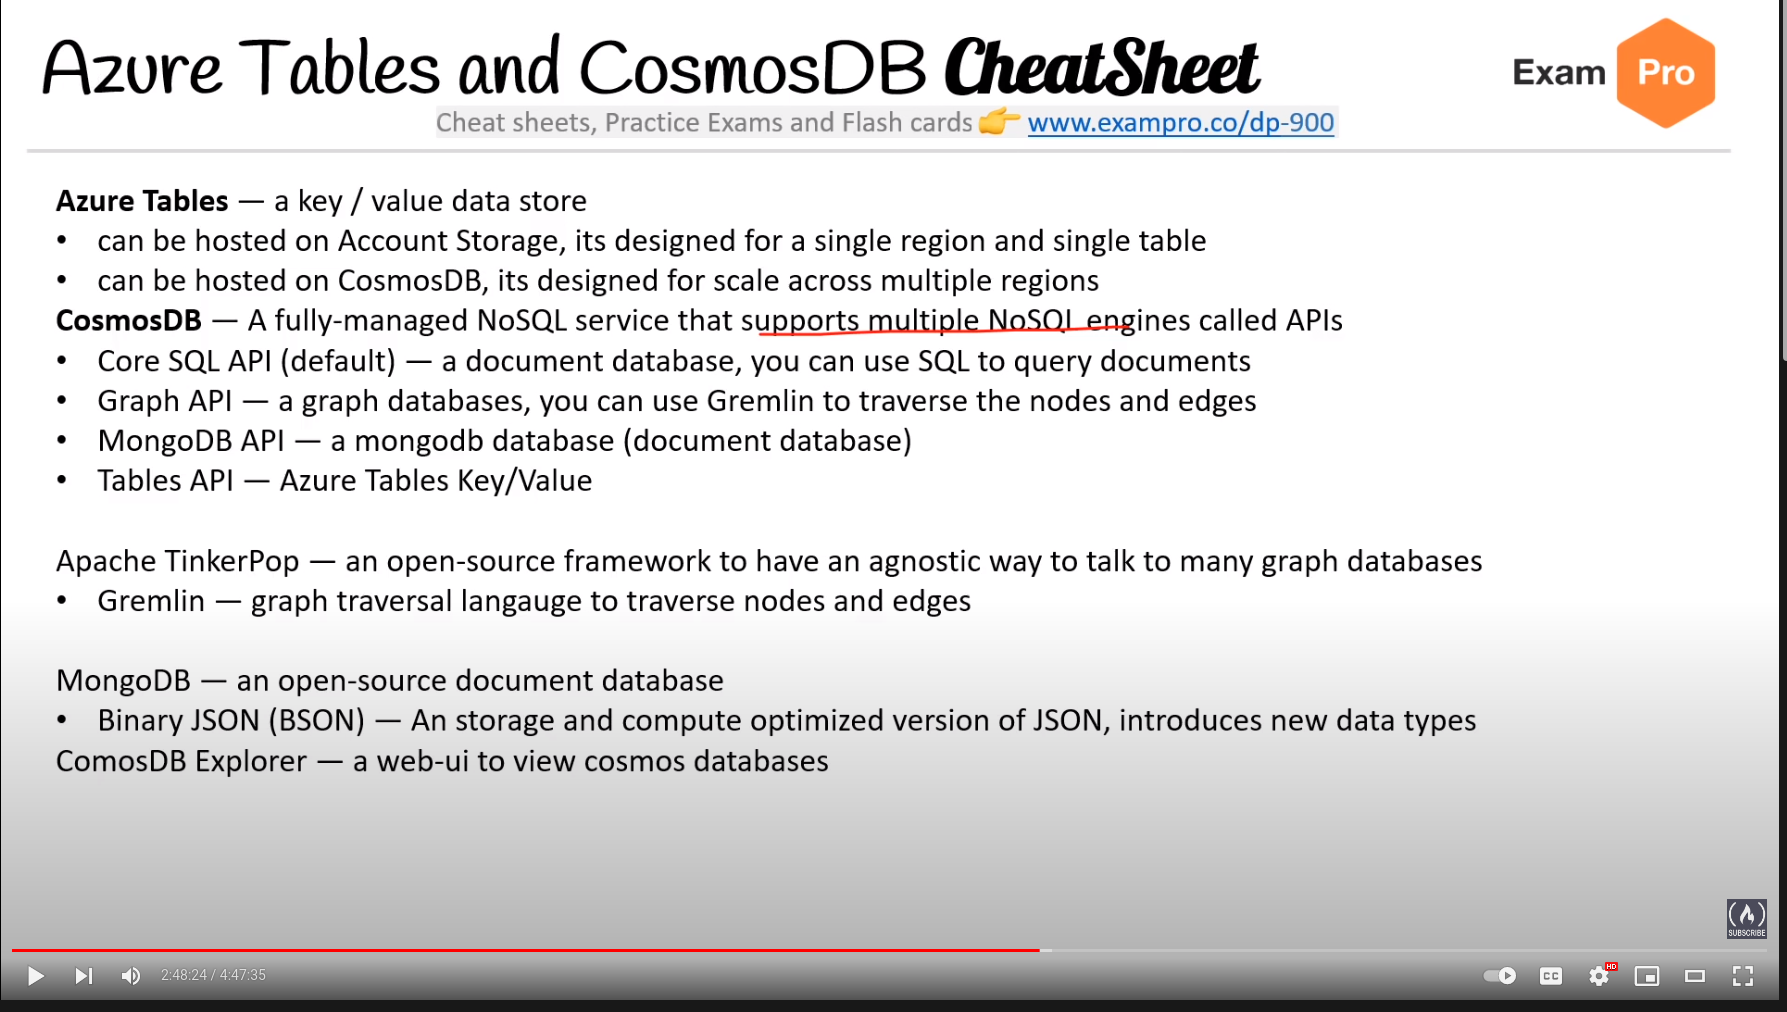 Azure Tables and CosmosDB CheatSheet
Exam Pro
Cheat sheets, Practice Exams and Flash cards 👉 www.exampro.co/dp-900
Azure Tables — a key / value data store
• can be hosted on Account Storage, its designed for a single region and single table
• can be hosted on CosmosDB, its designed for scale across multiple regions
CosmosDB — A fully-managed NoSQL service that supports multiple NoSQL engines called APIs
• Core SQL API (default) — a document database, you can use SQL to query documents
• Graph API — a graph databases, you can use Gremlin to traverse the nodes and edges
• MongoDB API — a mongodb database (document database)
• Tables API — Azure Tables Key/Value
Apache TinkerPop — an open-source framework to have an agnostic way to talk to many graph databases
• Gremlin — graph traversal langauge to traverse nodes and edges
MongoDB — an open-source document database
• Binary JSON (BSON) — An storage and compute optimized version of JSON, introduces new data types
ComosDB Explorer — a web-ui to view cosmos databases
SUBSCRIBE
2:48:24 / 4:47:35
CC
HD